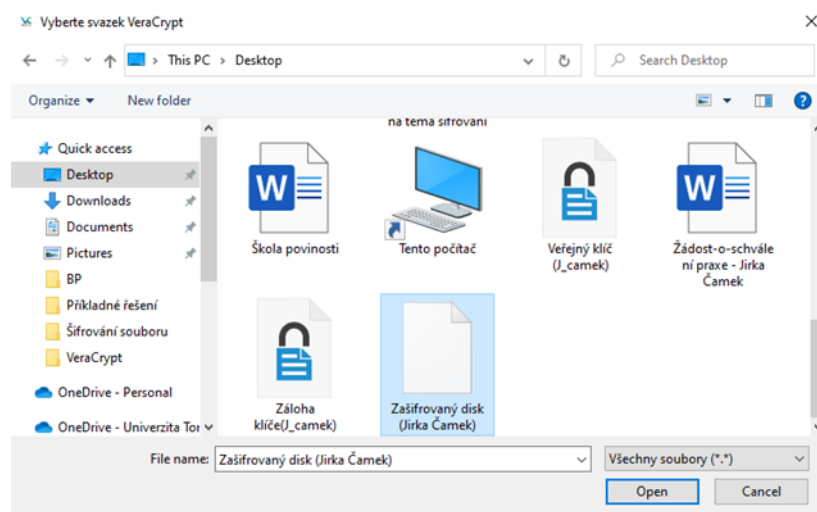 Vyberte svazek VeraCrypt
This PC > Desktop
Search Desktop
Organize
New folder
Quick access
Desktop
Downloads
Documents
Pictures
BP
Příkladné řešení
Šifrování souboru
VeraCrypt
OneDrive - Personal
OneDrive - Univerzita Tor
na téma šifrování
Škola povinosti
Tento počítač
Veřejný klíč
(J_camek)
Žádost-o-schvále
ní praxe - Jirka
Čamek
Záloha
klíče(J_camek)
Zašifrovaný disk
(Jirka Čamek)
File name:
Zašifrovaný disk (Jirka Čamek)
Všechny soubory (*.*)
Open
Cancel